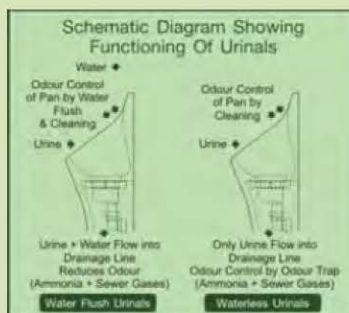 Schematic Diagram Showing
Functioning Of Urinals
Water
Odour Control
of Pan by Water
Flush
& Cleaning
Urine
Urine + Water Flow into
Drainage Line
Reduces Odour
(Ammonia + Sewer Gases)
Water Flush Urinals
Odour Control
of Pan by
Cleaning
Urine
Only Urine Flow into
Drainage Line
Odour Control by Odour Trap
(Ammonia + Sewer Gases)
Waterless Urinals